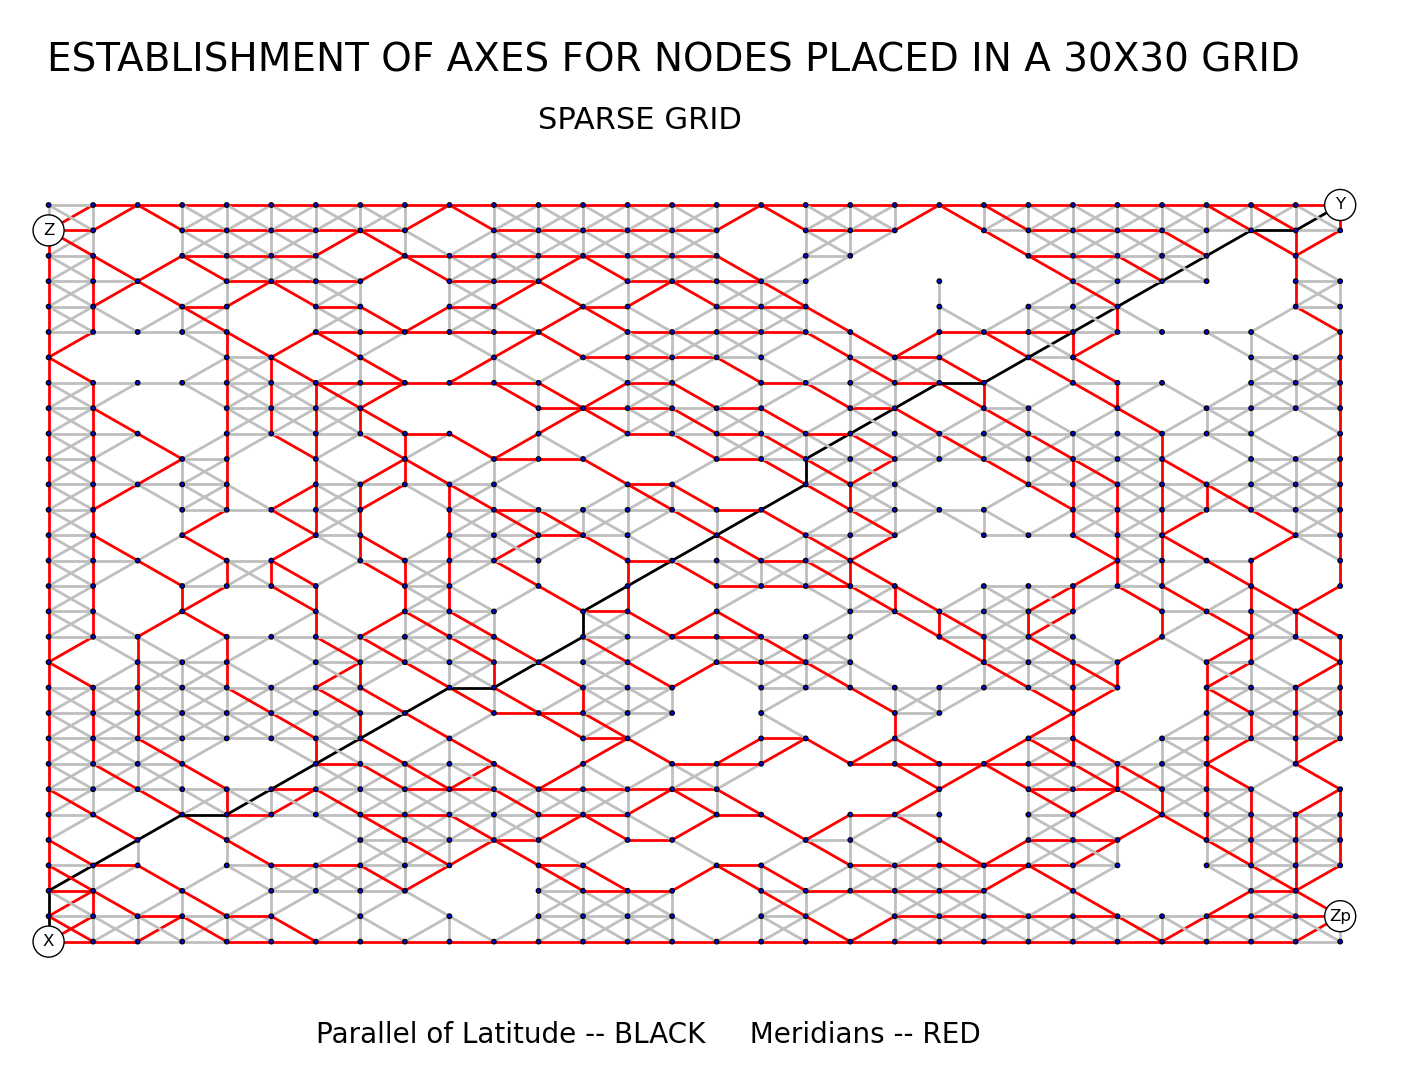 ESTABLISHMENT OF AXES FOR NODES PLACED IN A 30X30 GRID
SPARSE GRID
Y
Z
Zp
X
Parallel of Latitude -- BLACK Meridians -- RED